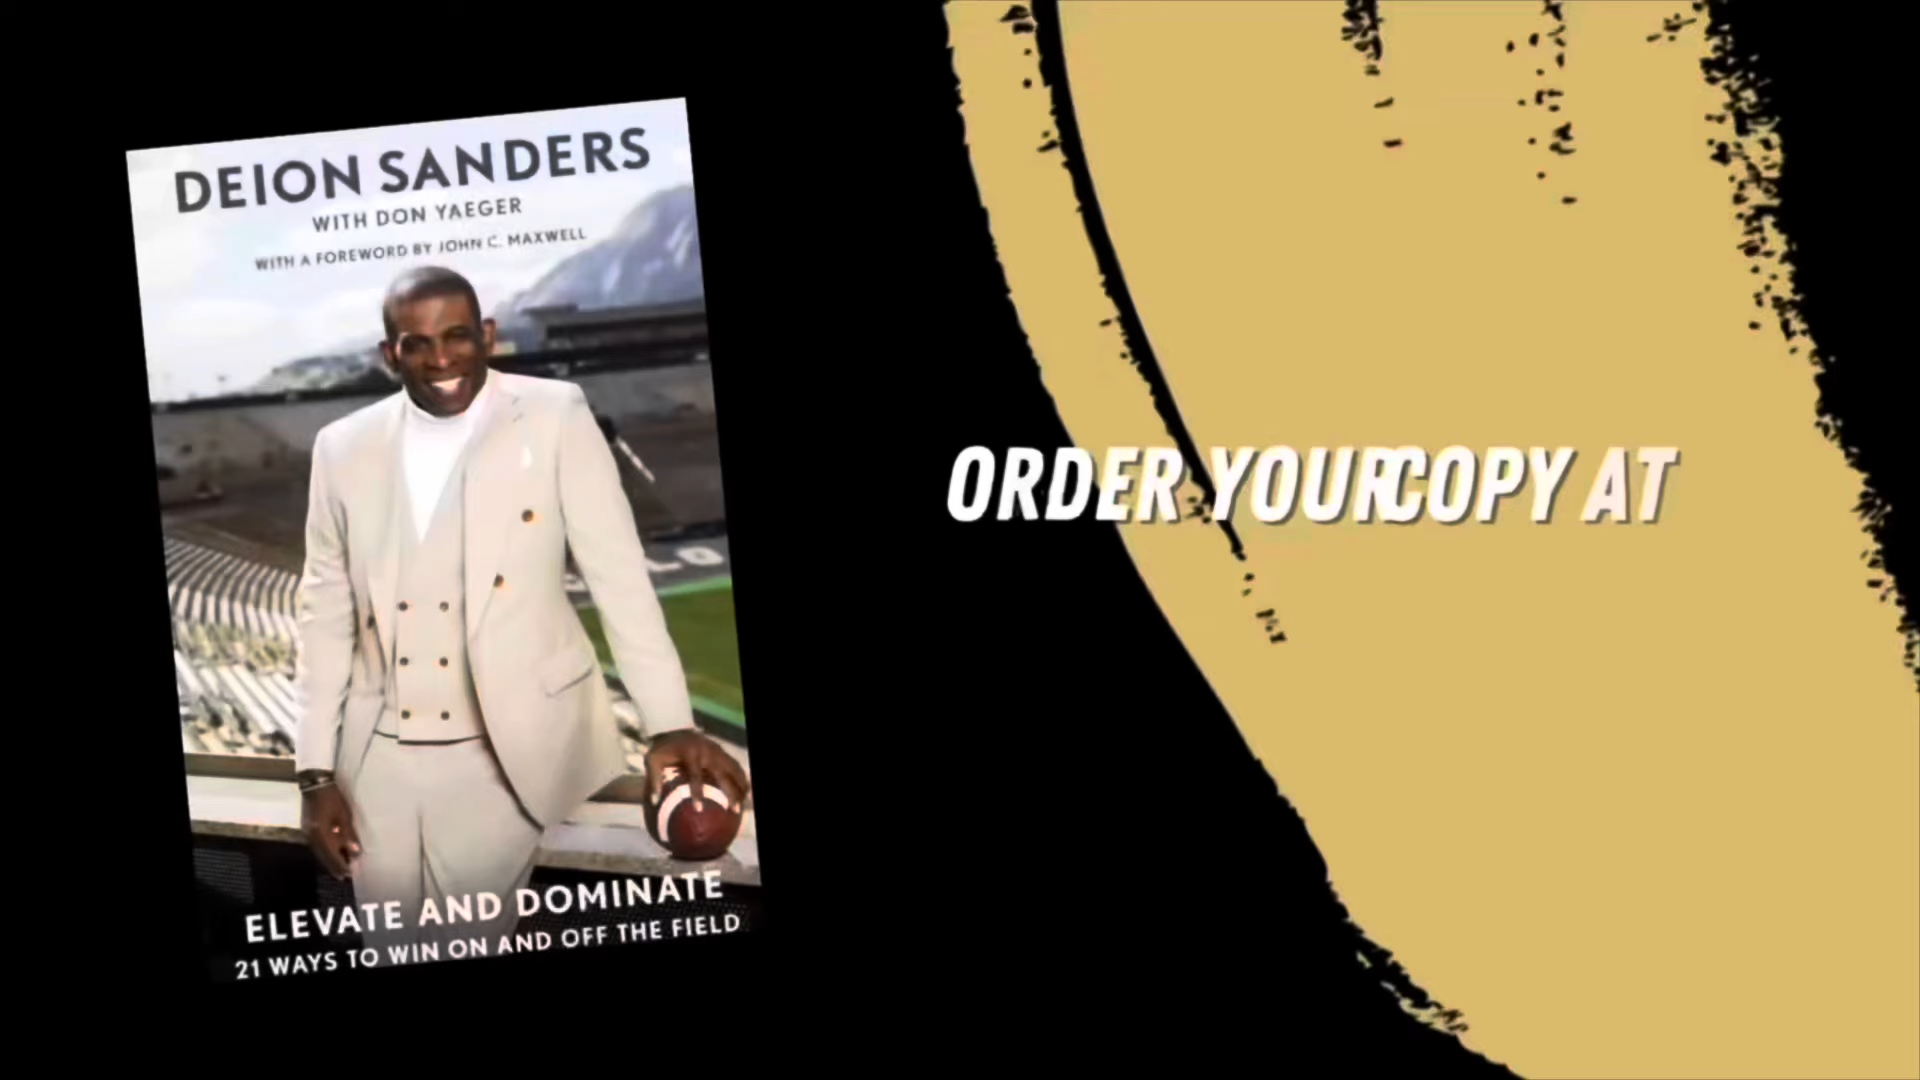 DEION SANDERS
WITH DON YAEGER
WITH A FOREWORD BY JOHN C. MAXWELL
LO
ELEVATE AND DOMINATE
21 WAYS TO WIN ON AND OFF THE FIELD
ORDER YOUR COPY AT